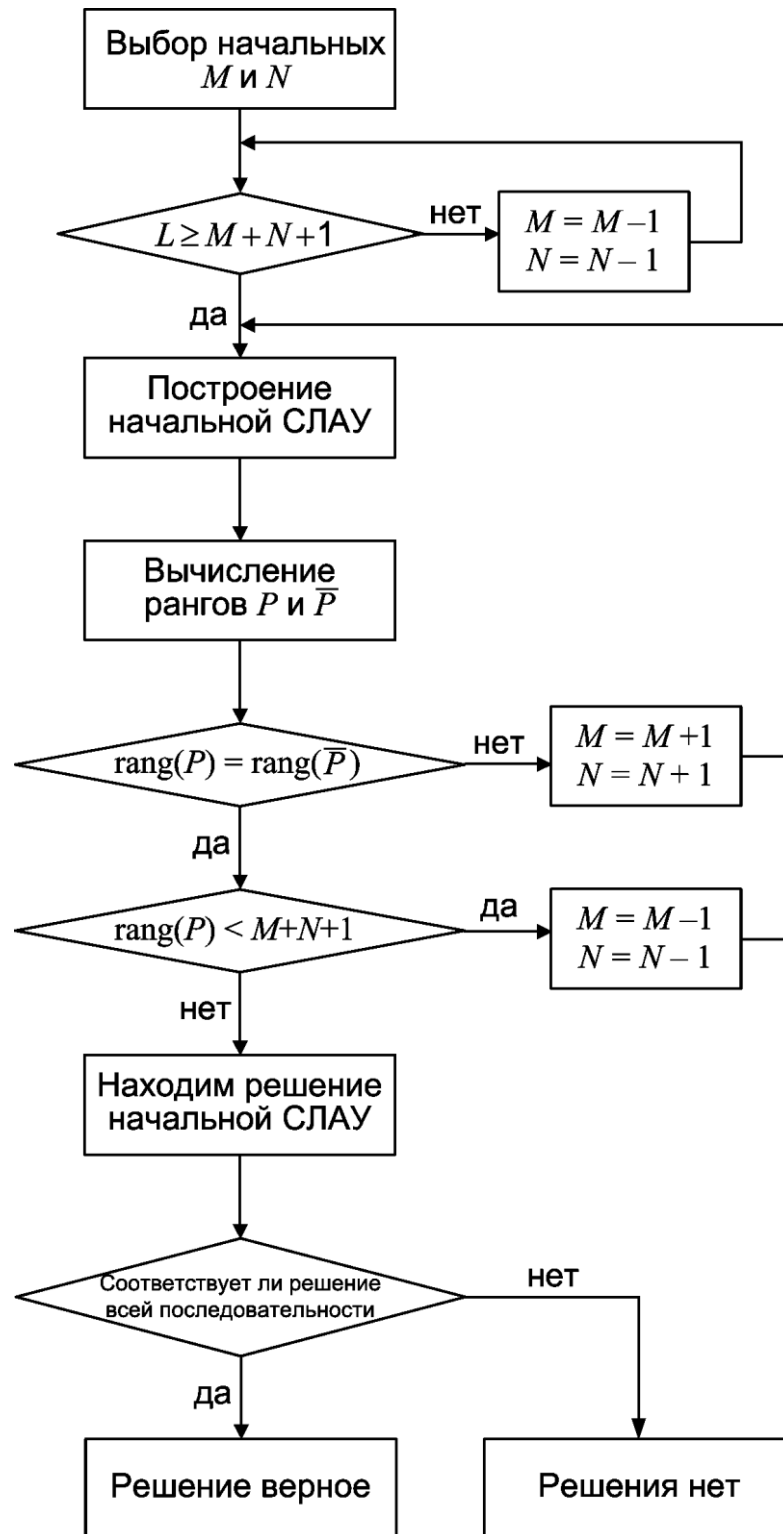 Выбор начальных
M и N
L ≥ M + N + 1
нет
M = M – 1
N = N – 1
да
Построение
начальной СЛАУ
Вычисление
рангов P и P̅
rang(P) = rang(P̅)
нет
M = M + 1
N = N + 1
да
rang(P) < M+N+1
да
M = M – 1
N = N – 1
нет
Находим решение
начальной СЛАУ
Соответствует ли решение
всей последовательности
нет
да
Решение верное
Решения нет